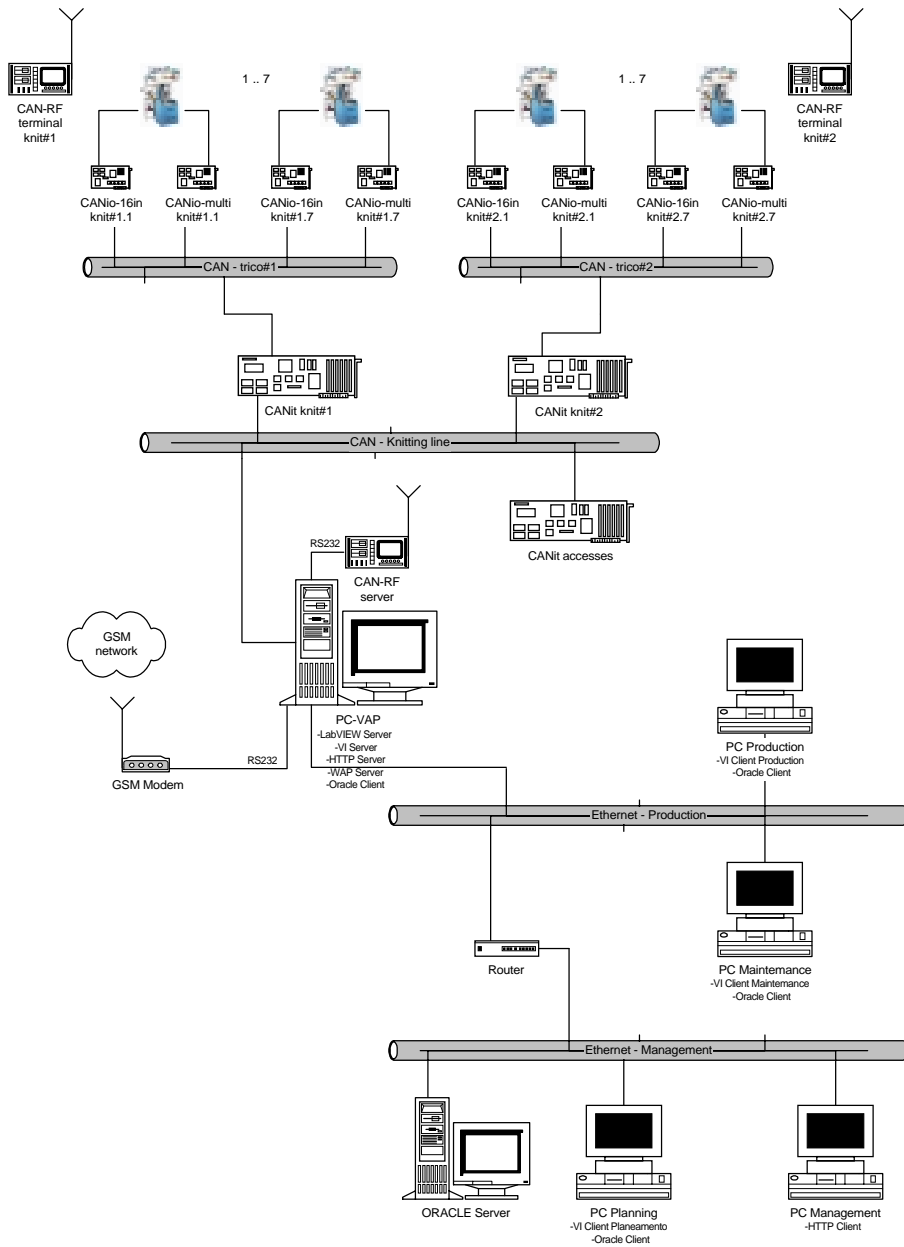 1 .. 7
1 .. 7
CAN-RF
terminal
knit#1
CAN-RF
terminal
knit#2
CANio-16in
knit#1.1
CANio-multi
knit#1.1
CANio-16in
knit#1.7
CANio-multi
knit#1.7
CANio-16in
knit#2.1
CANio-multi
knit#2.1
CANio-16in
knit#2.7
CANio-multi
knit#2.7
CAN - trico#1
CAN - trico#2
CANit knit#1
CANit knit#2
CAN - Knitting line
CANit accesses
RS232
CAN-RF
server
GSM
network
PC-VAP
-LabVIEW Server
-VI Server
-HTTP Server
-WAP Server
-Oracle Client
RS232
GSM Modem
PC Production
-VI Client Production
-Oracle Client
Ethernet - Production
Router
PC Maintemance
-VI Client Maintemance
-Oracle Client
Ethernet - Management
ORACLE Server
PC Planning
-VI Client Planeamento
-Oracle Client
PC Management
-HTTP Client